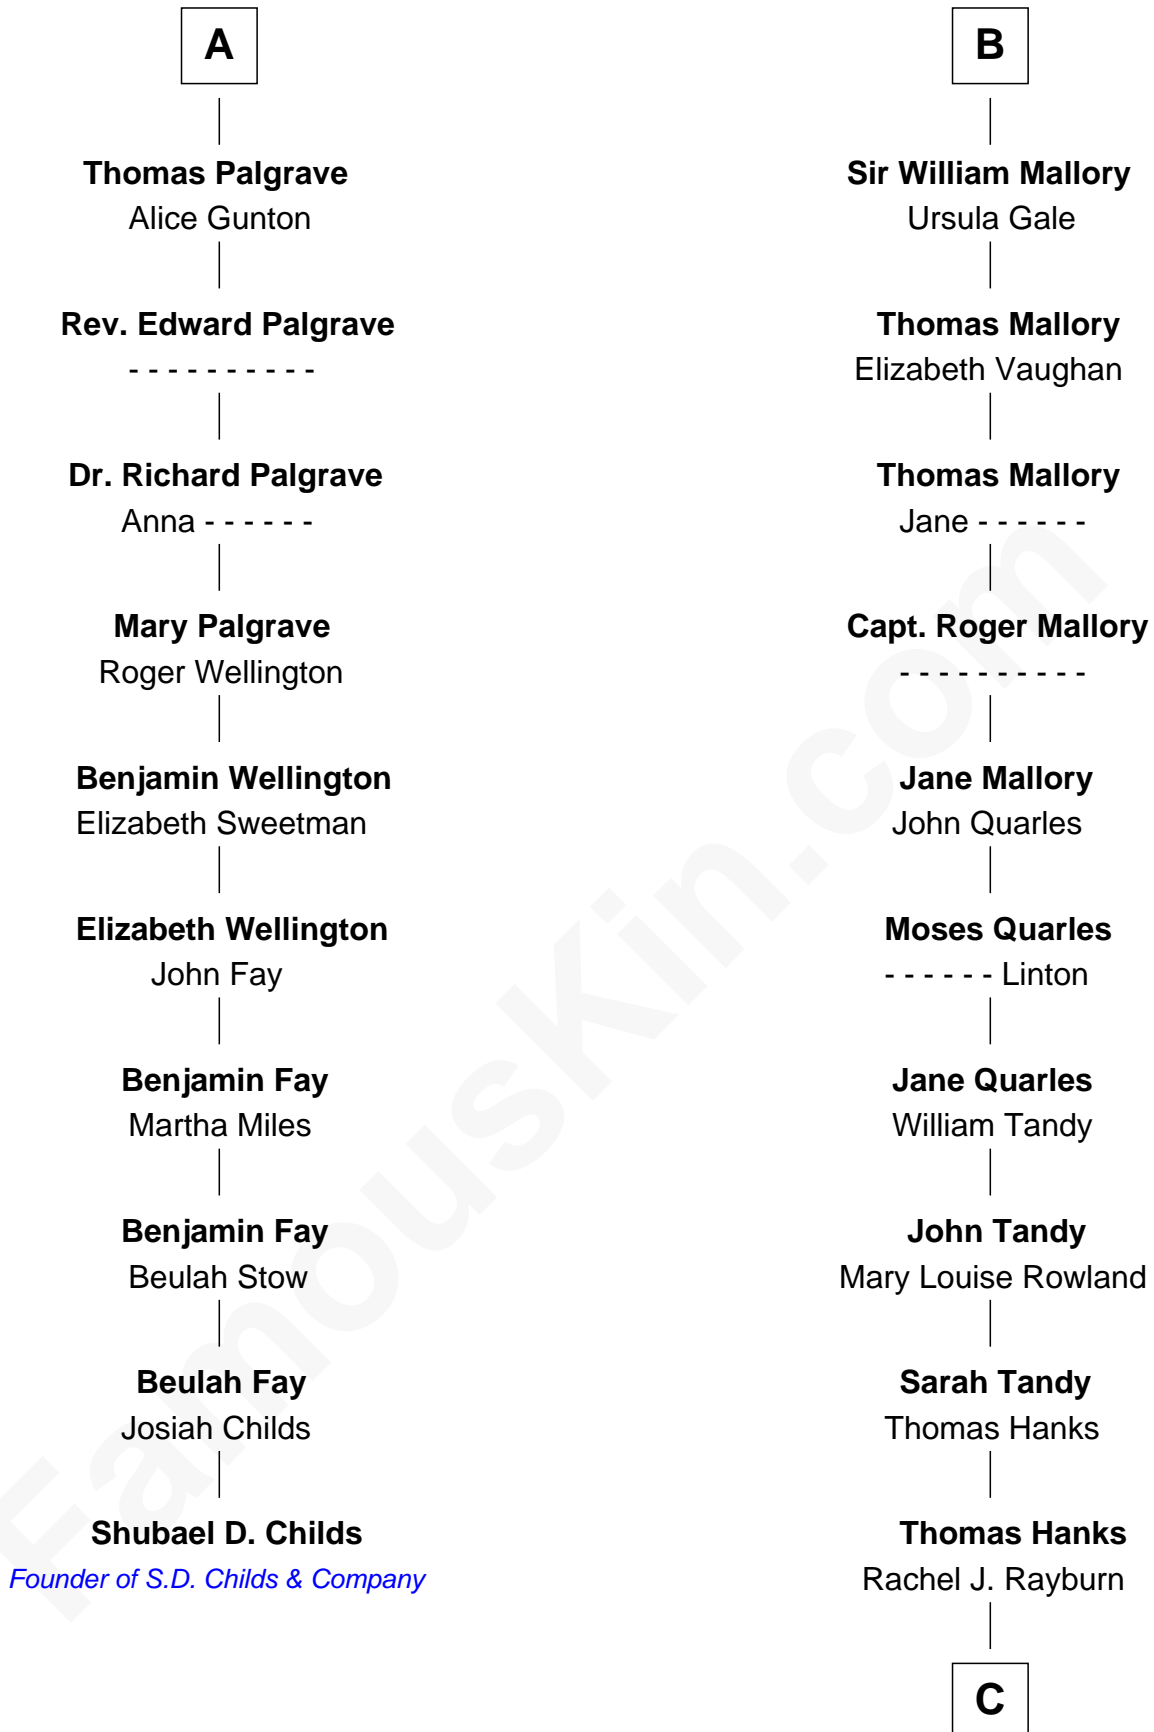 A
Thomas Palgrave
Alice Gunton
Rev. Edward Palgrave
- - - - - - - - - -
Dr. Richard Palgrave
Anna - - - - - -
Mary Palgrave
Roger Wellington
Benjamin Wellington
Elizabeth Sweetman
Elizabeth Wellington
John Fay
Benjamin Fay
Martha Miles
Benjamin Fay
Beulah Stow
Beulah Fay
Josiah Childs
Shubael D. Childs
Founder of S.D. Childs & Company
B
Sir William Mallory
Ursula Gale
Thomas Mallory
Elizabeth Vaughan
Thomas Mallory
Jane - - - - - -
Capt. Roger Mallory
- - - - - - - - - -
Jane Mallory
John Quarles
Moses Quarles
- - - - - - Linton
Jane Quarles
William Tandy
John Tandy
Mary Louise Rowland
Sarah Tandy
Thomas Hanks
Thomas Hanks
Rachel J. Rayburn
C
FamousKin.com